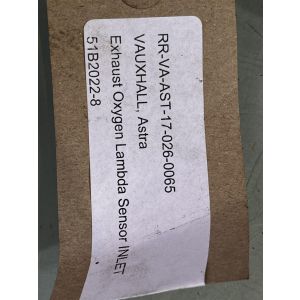 RR-VA-AST-17-026-0065
VAUXHALL, Astra
Exhaust Oxygen Lambda Sensor INLET
51B2022-8